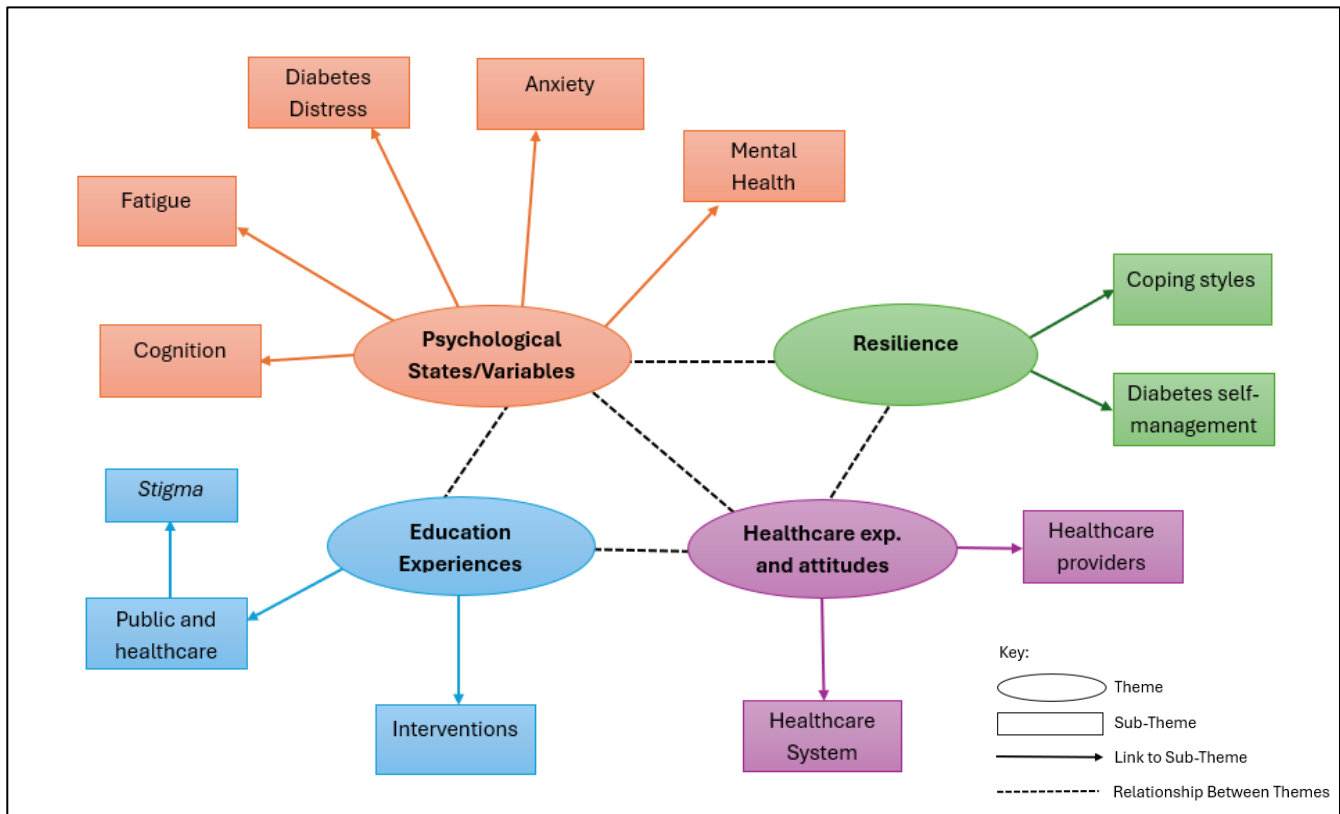 Diabetes
Distress
Anxiety
Mental
Health
Fatigue
Cognition
Psychological
States/Variables
Resilience
Coping styles
Diabetes self-
management
Stigma
Education
Experiences
Healthcare exp.
and attitudes
Healthcare
providers
Public and
healthcare
Interventions
Healthcare
System
Key:
Theme
Sub-Theme
Link to Sub-Theme
Relationship Between Themes